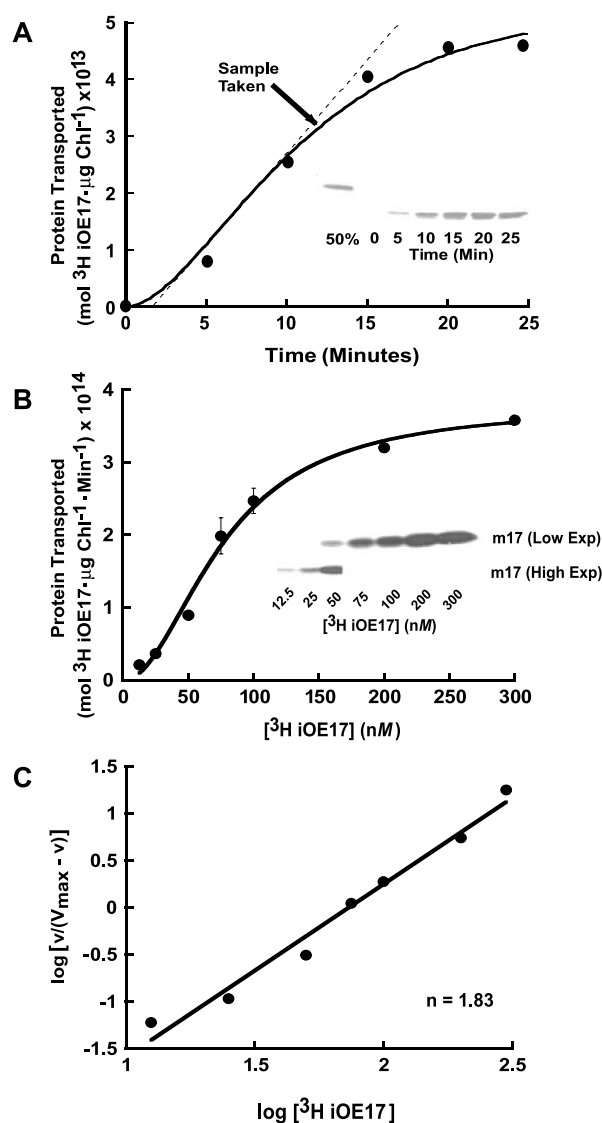 A
Protein Transported
(mol ³H iOE17·µg Chl⁻¹) x10¹³
5
4
3
2
1
0
Sample
Taken
50% 0 5 10 15 20 25
Time (Min)
0 5 10 15 20 25
Time (Minutes)
B
Protein Transported
(mol ³H iOE17·µg Chl⁻¹·Min⁻¹) x 10¹⁴
4
3
2
1
0
m17 (Low Exp)
m17 (High Exp)
12.5 25 50 75 100 200 300
[³H iOE17] (nM)
0 50 100 150 200 250 300
[³H iOE17] (nM)
C
log [v/(Vmax - v)]
1.5
1
0.5
0
-0.5
-1
-1.5
n = 1.83
1 1.5 2 2.5
log [³H iOE17]